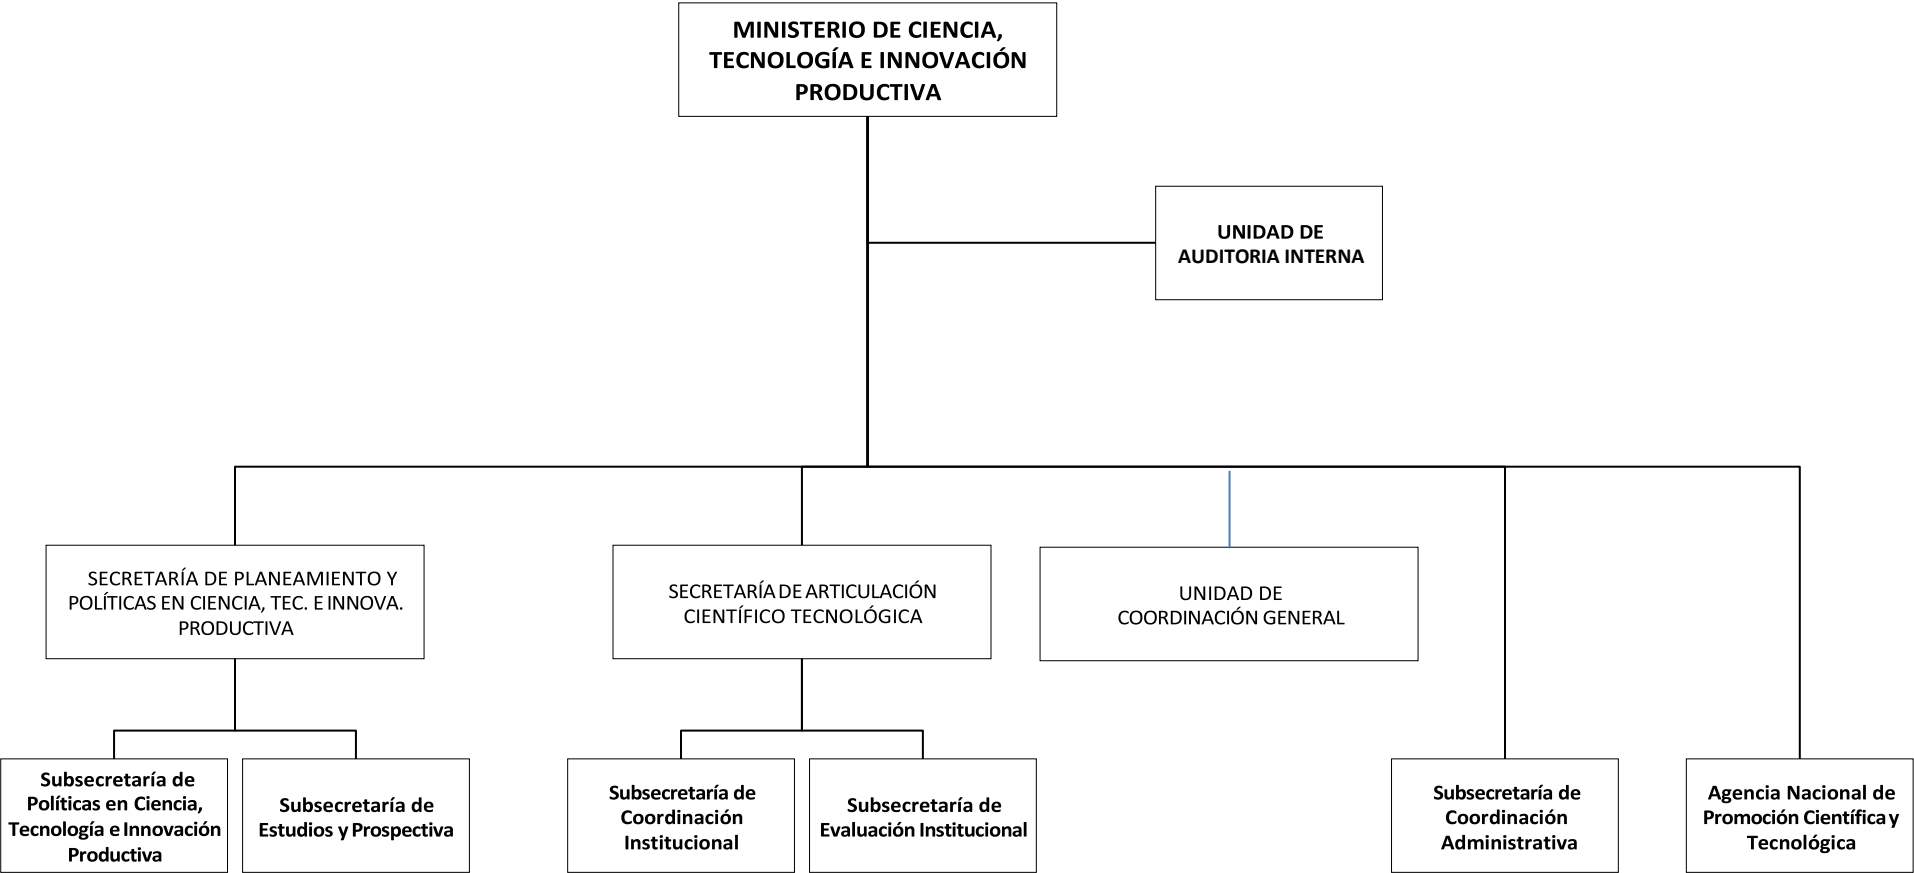 MINISTERIO DE CIENCIA,
TECNOLOGÍA E INNOVACIÓN
PRODUCTIVA
UNIDAD DE
AUDITORIA INTERNA
SECRETARÍA DE PLANEAMIENTO Y
POLÍTICAS EN CIENCIA, TEC. E INNOVA.
PRODUCTIVA
SECRETARÍA DE ARTICULACIÓN
CIENTÍFICO TECNOLÓGICA
UNIDAD DE
COORDINACIÓN GENERAL
Subsecretaría de
Políticas en Ciencia,
Tecnología e Innovación
Productiva
Subsecretaría de
Estudios y Prospectiva
Subsecretaría de
Coordinación
Institucional
Subsecretaría de
Evaluación Institucional
Subsecretaría de
Coordinación
Administrativa
Agencia Nacional de
Promoción Científica y
Tecnológica